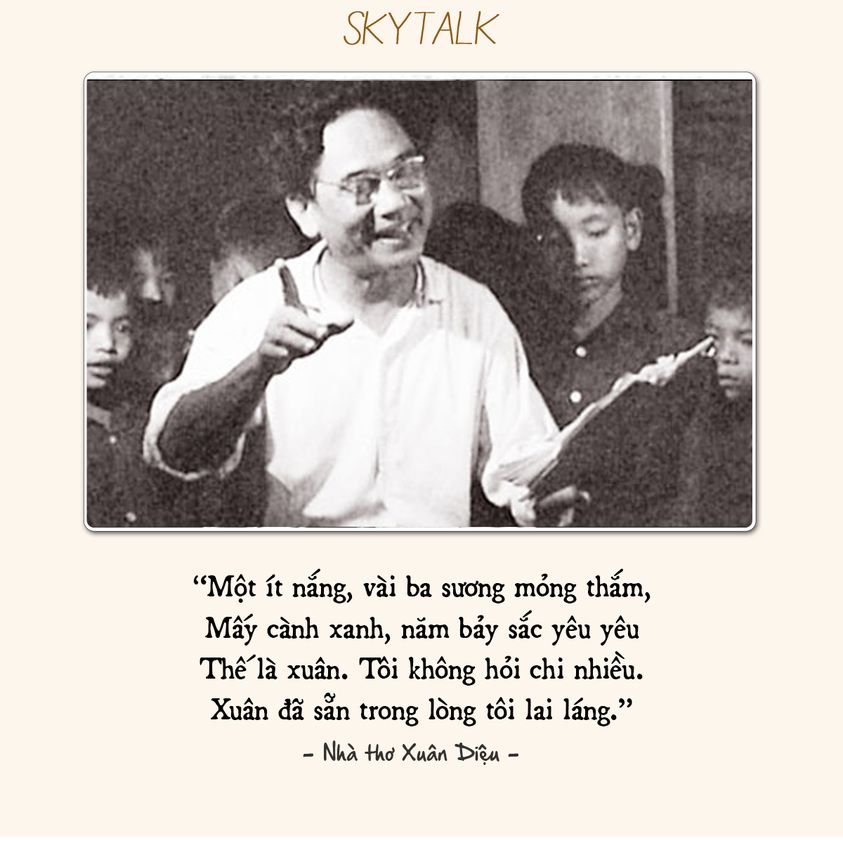 SKYTALK
“Một ít nắng, vài ba sương mỏng thắm,
Mấy cành xanh, năm bảy sắc yêu yêu
Thế là xuân. Tôi không hỏi chi nhiều.
Xuân đã sẵn trong lòng tôi lai láng.”
- Nhà thơ Xuân Diệu -